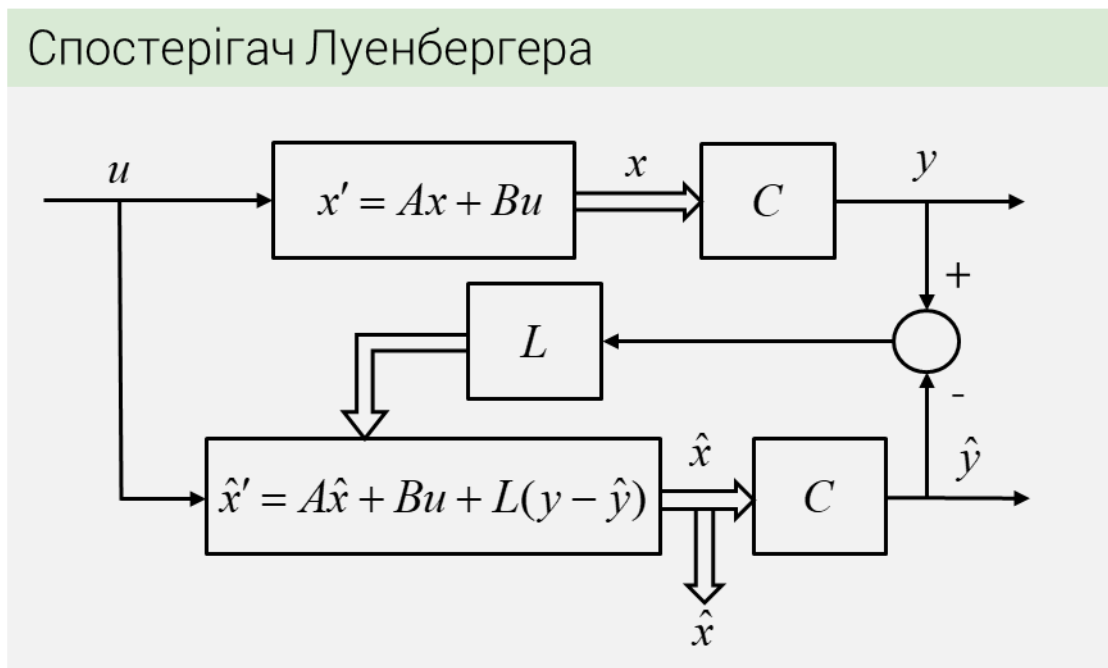 Спостерігач Луенбергера
u
x' = Ax + Bu
x
C
y
+
L
-
x̂' = Ax̂ + Bu + L(y − ŷ)
x̂
C
ŷ
x̂